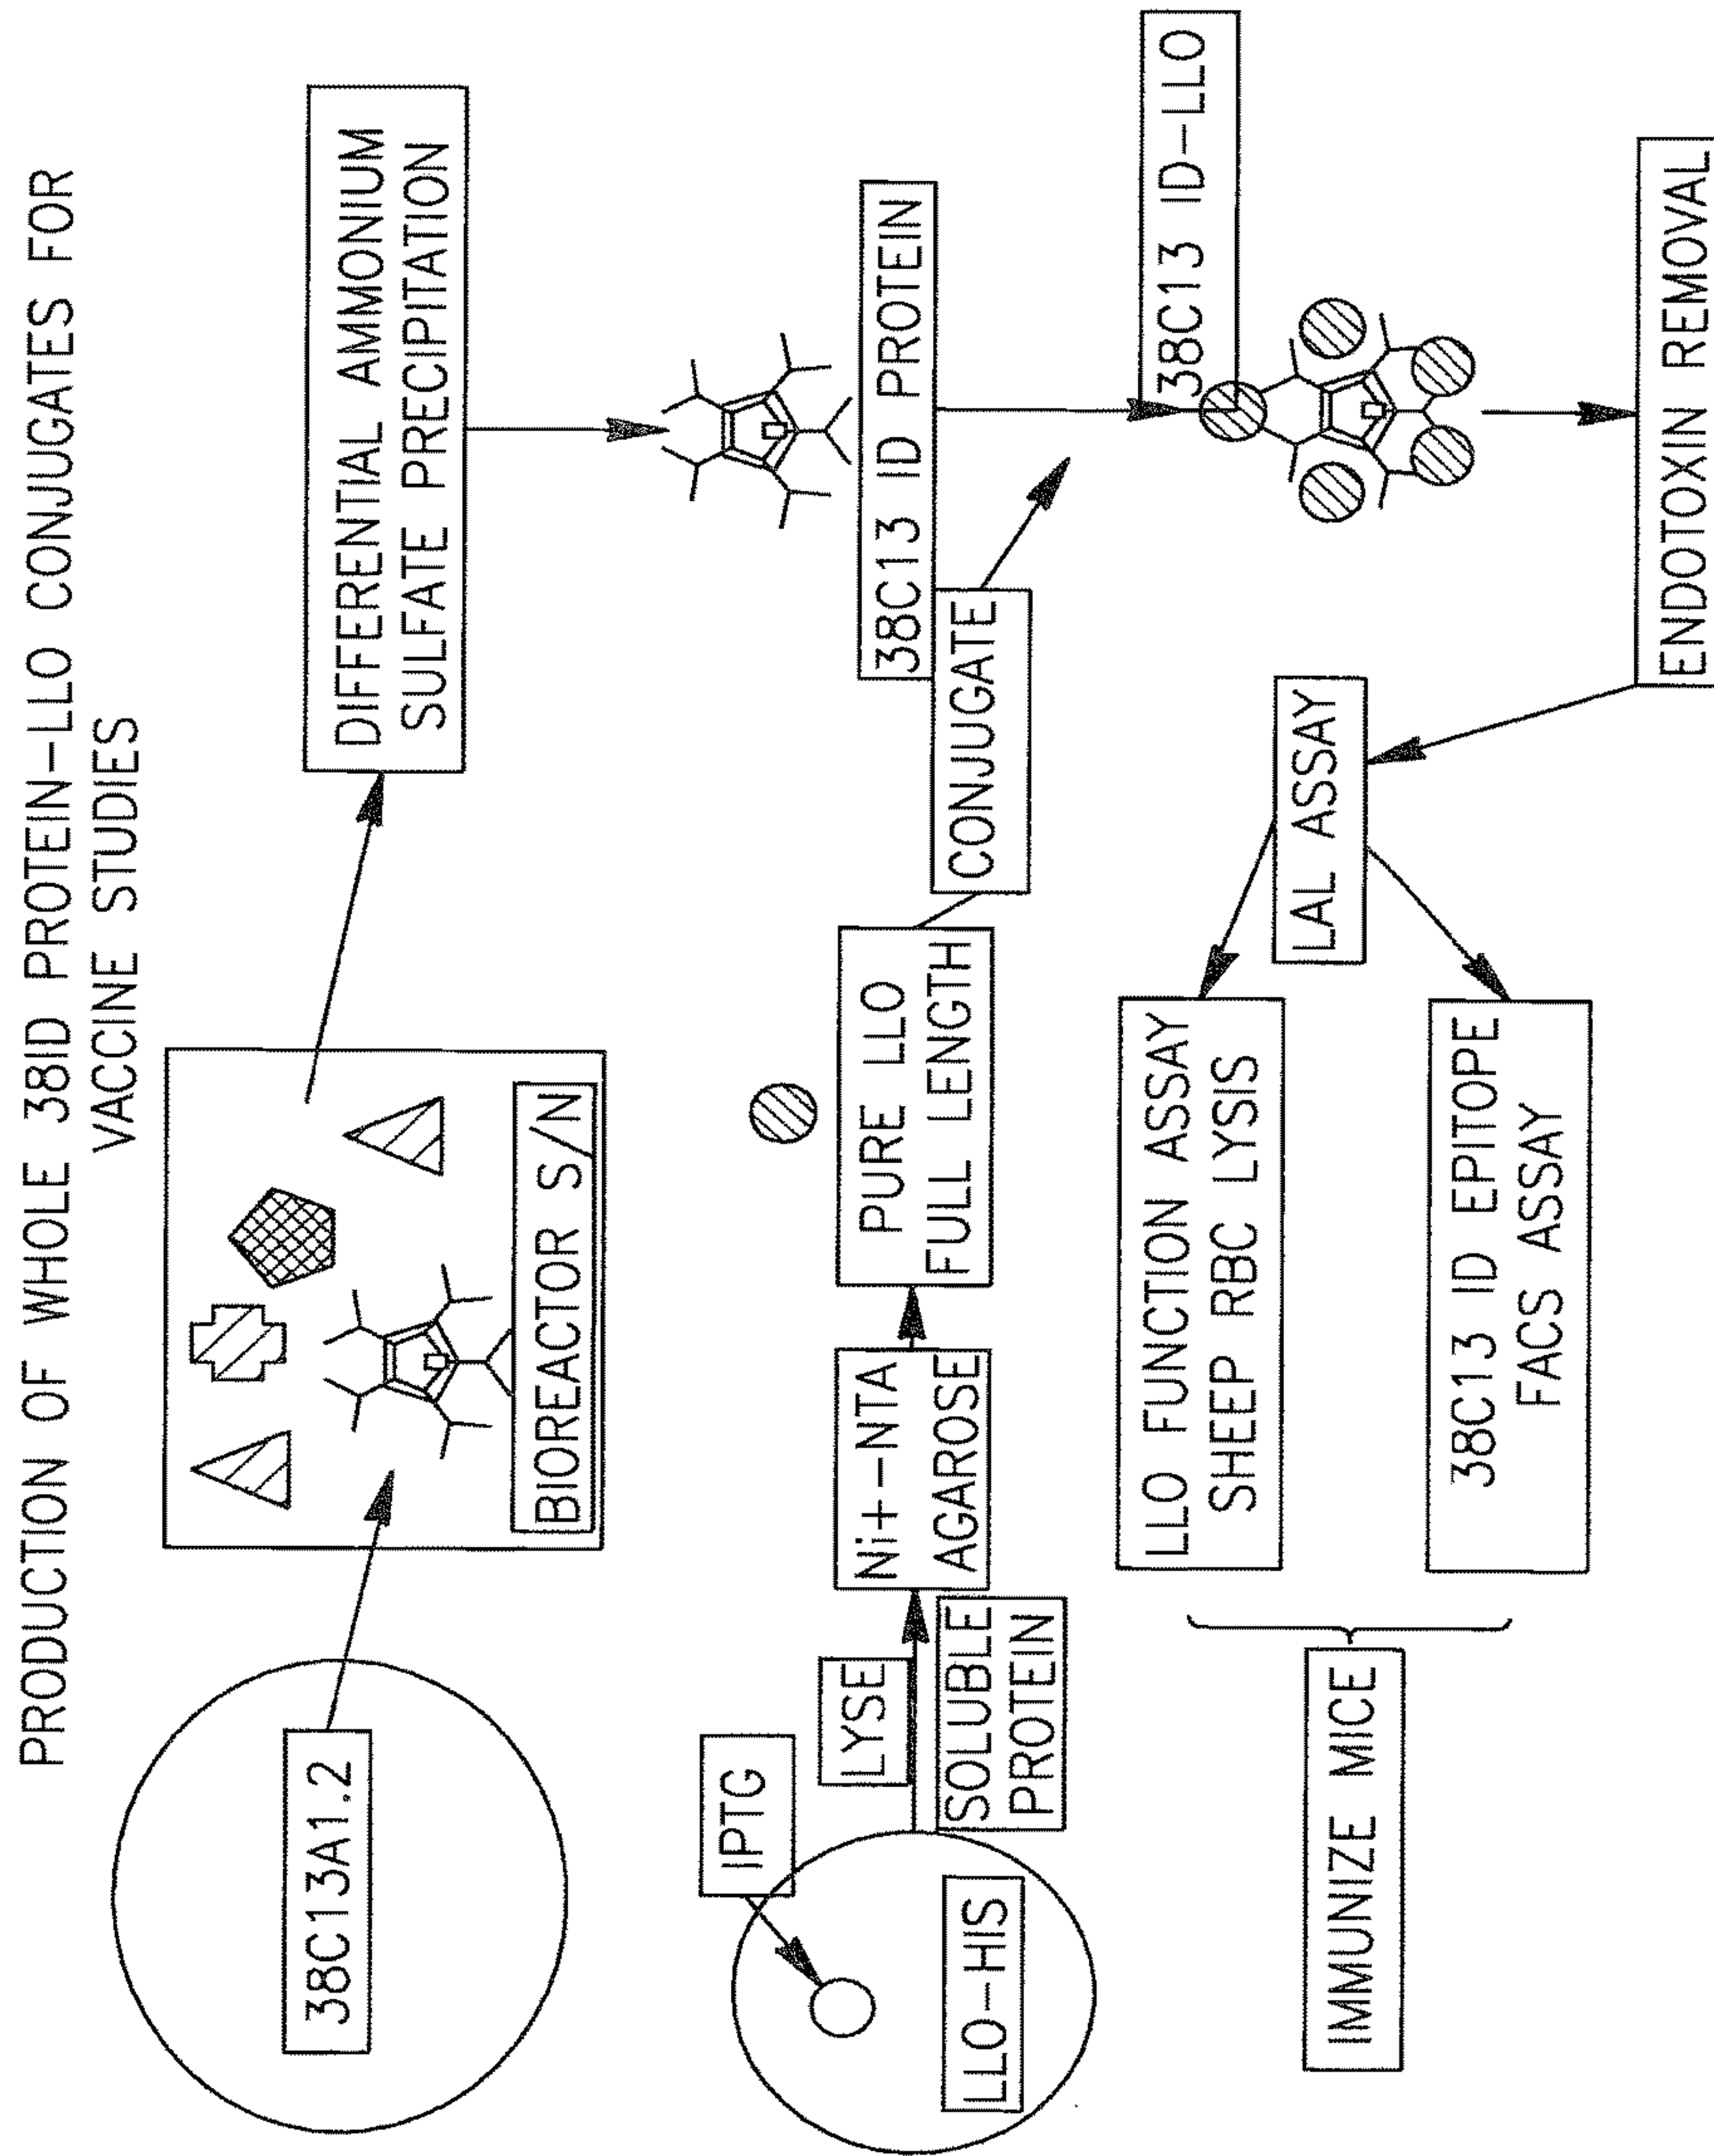 PRODUCTION OF WHOLE 38ID PROTEIN-LLO CONJUGATES FOR
VACCINE STUDIES
38C13A1.2
BIOREACTOR S/N
DIFFERENTIAL AMMONIUM
SULFATE PRECIPITATION
38C13 ID PROTEIN
IPTG
LLO-HIS
LYSE
SOLUBLE
PROTEIN
Ni+-NTA
AGAROSE
PURE LLO
FULL LENGTH
CONJUGATE
38C13 ID-LLO
ENDOTOXIN REMOVAL
LAL ASSAY
LLO FUNCTION ASSAY
SHEEP RBC LYSIS
38C13 ID EPITOPE
FACS ASSAY
IMMUNIZE MICE